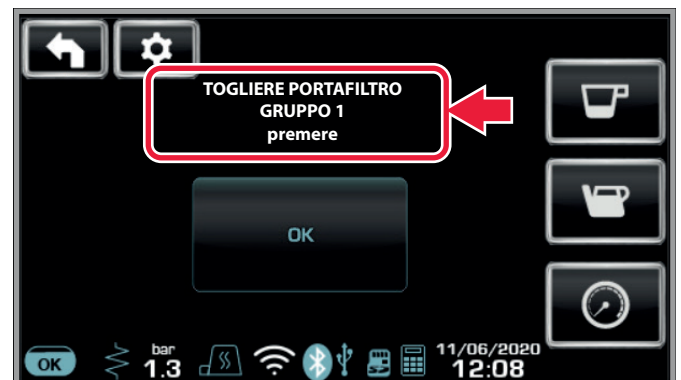 TOGLIERE PORTAFILTRO
GRUPPO 1
premere
OK
OK
bar
1.3
11/06/2020
12:08